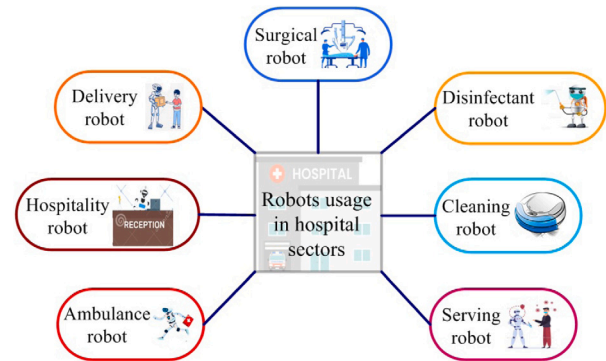 Surgical
robot
Delivery
robot
Disinfectant
robot
HOSPITAL
Robots usage
in hospital
sectors
Hospitality
robot
RECEPTION
Cleaning
robot
Ambulance
robot
Serving
robot